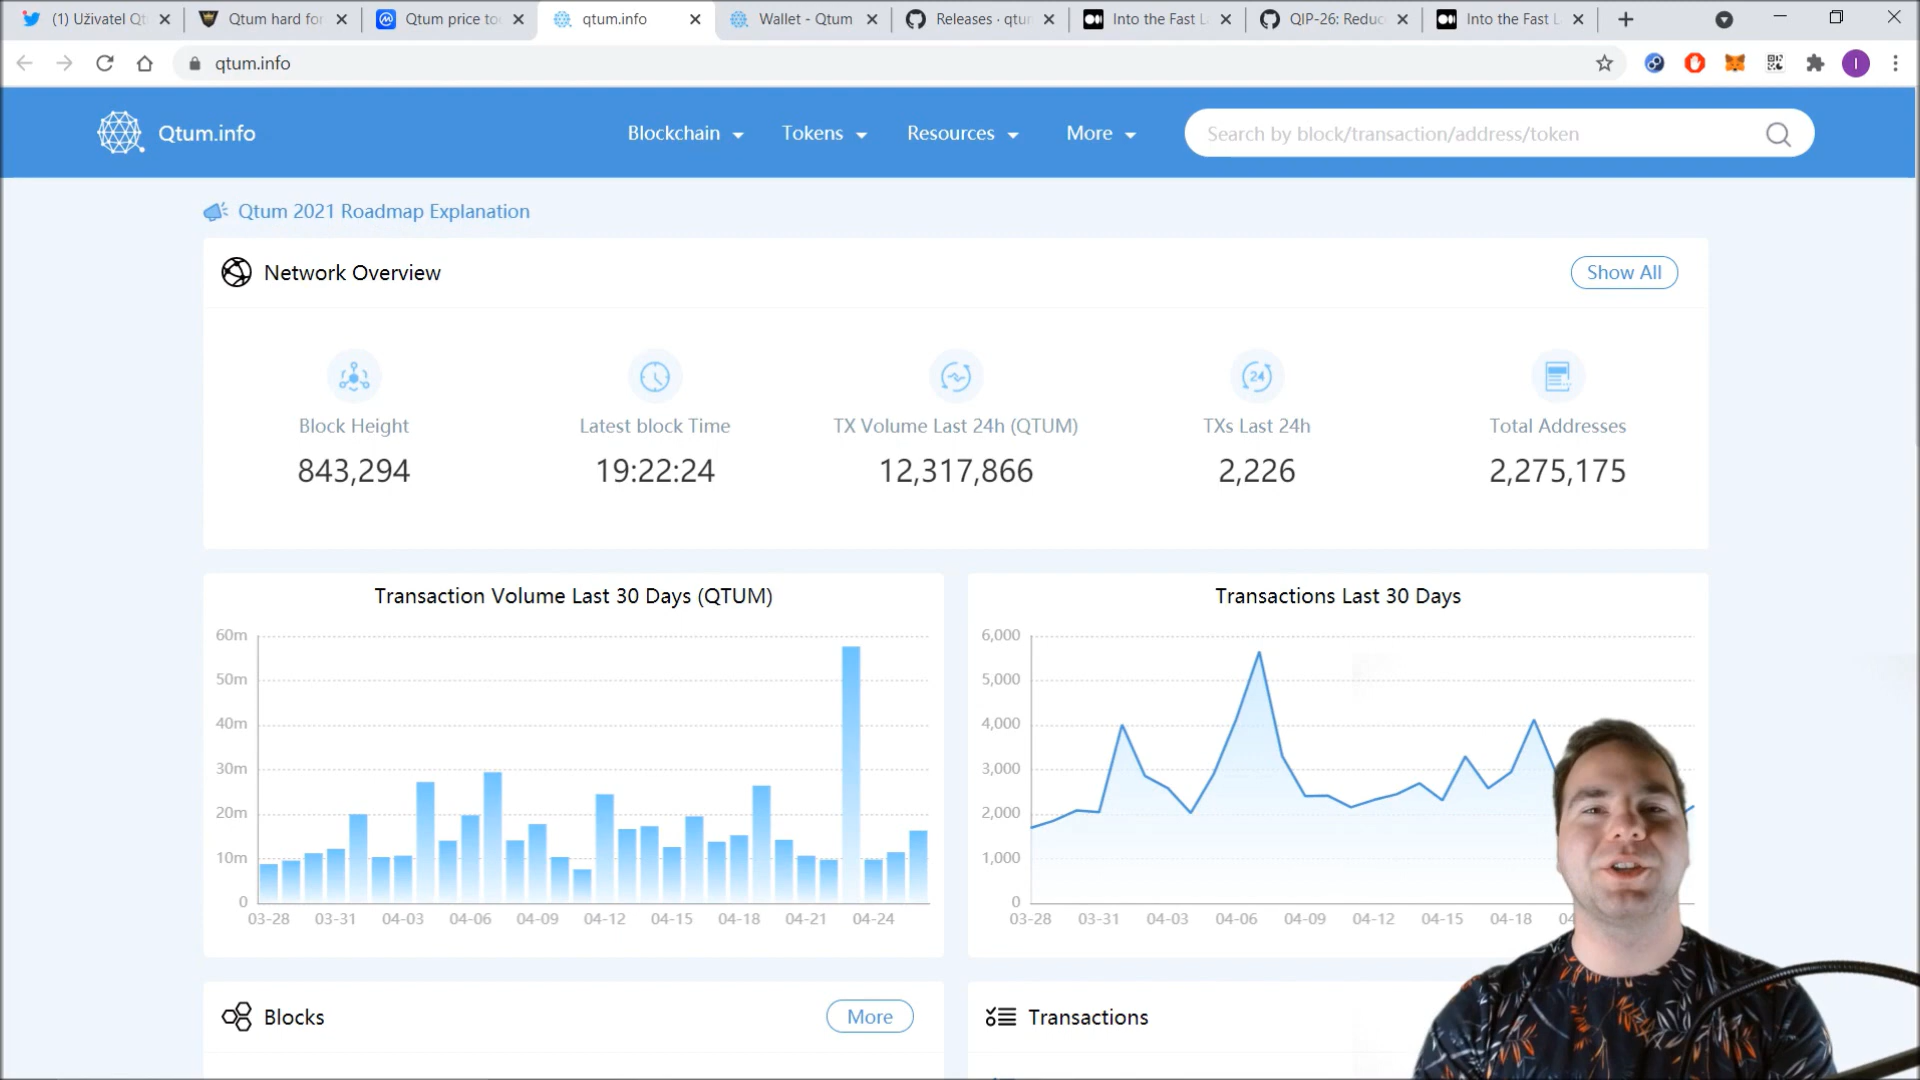 (1) Uživatel Qt
Qtum hard for
Qtum price to
qtum.info
Wallet - Qtum
Releases · qtu
Into the Fast L
QIP-26: Reduc
Into the Fast L
qtum.info
I
Qtum.info
Blockchain
Tokens
Resources
More
Search by block/transaction/address/token
Qtum 2021 Roadmap Explanation
Network Overview
Show All
24
Block Height
Latest block Time
TX Volume Last 24h (QTUM)
TXs Last 24h
Total Addresses
843,294
19:22:24
12,317,866
2,226
2,275,175
Transaction Volume Last 30 Days (QTUM)
60m
50m
40m
30m
20m
10m
0
03-28 03-31 04-03 04-06 04-09 04-12 04-15 04-18 04-21 04-24
Transactions Last 30 Days
6,000
5,000
4,000
3,000
2,000
1,000
0
03-28 03-31 04-03 04-06 04-09 04-12 04-15 04-18 04
Blocks
More
Transactions